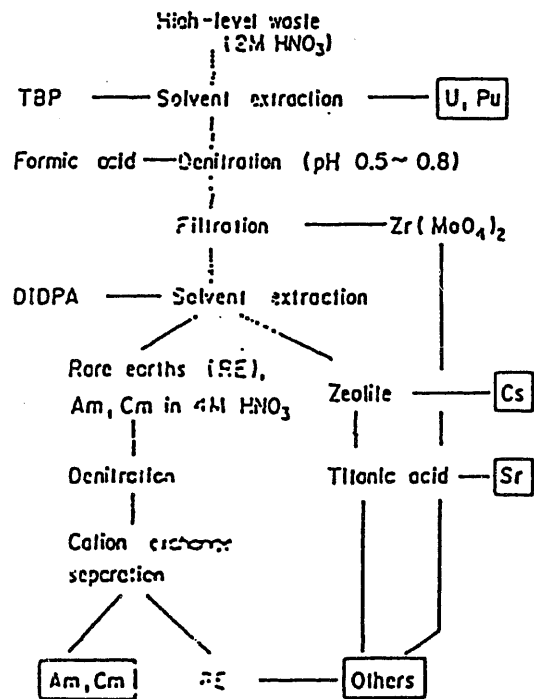 High-level waste
(2M HNO₃)
TBP Solvent extraction U, Pu
Formic acid Denitration (pH 0.5~0.8)
Filtration Zr(MoO₄)₂
DIDPA Solvent extraction
Rare earths (RE),
Am, Cm in 4M HNO₃
Zeolite Cs
Denitration
Titanic acid Sr
Cation exchange
separation
Am, Cm RE Others